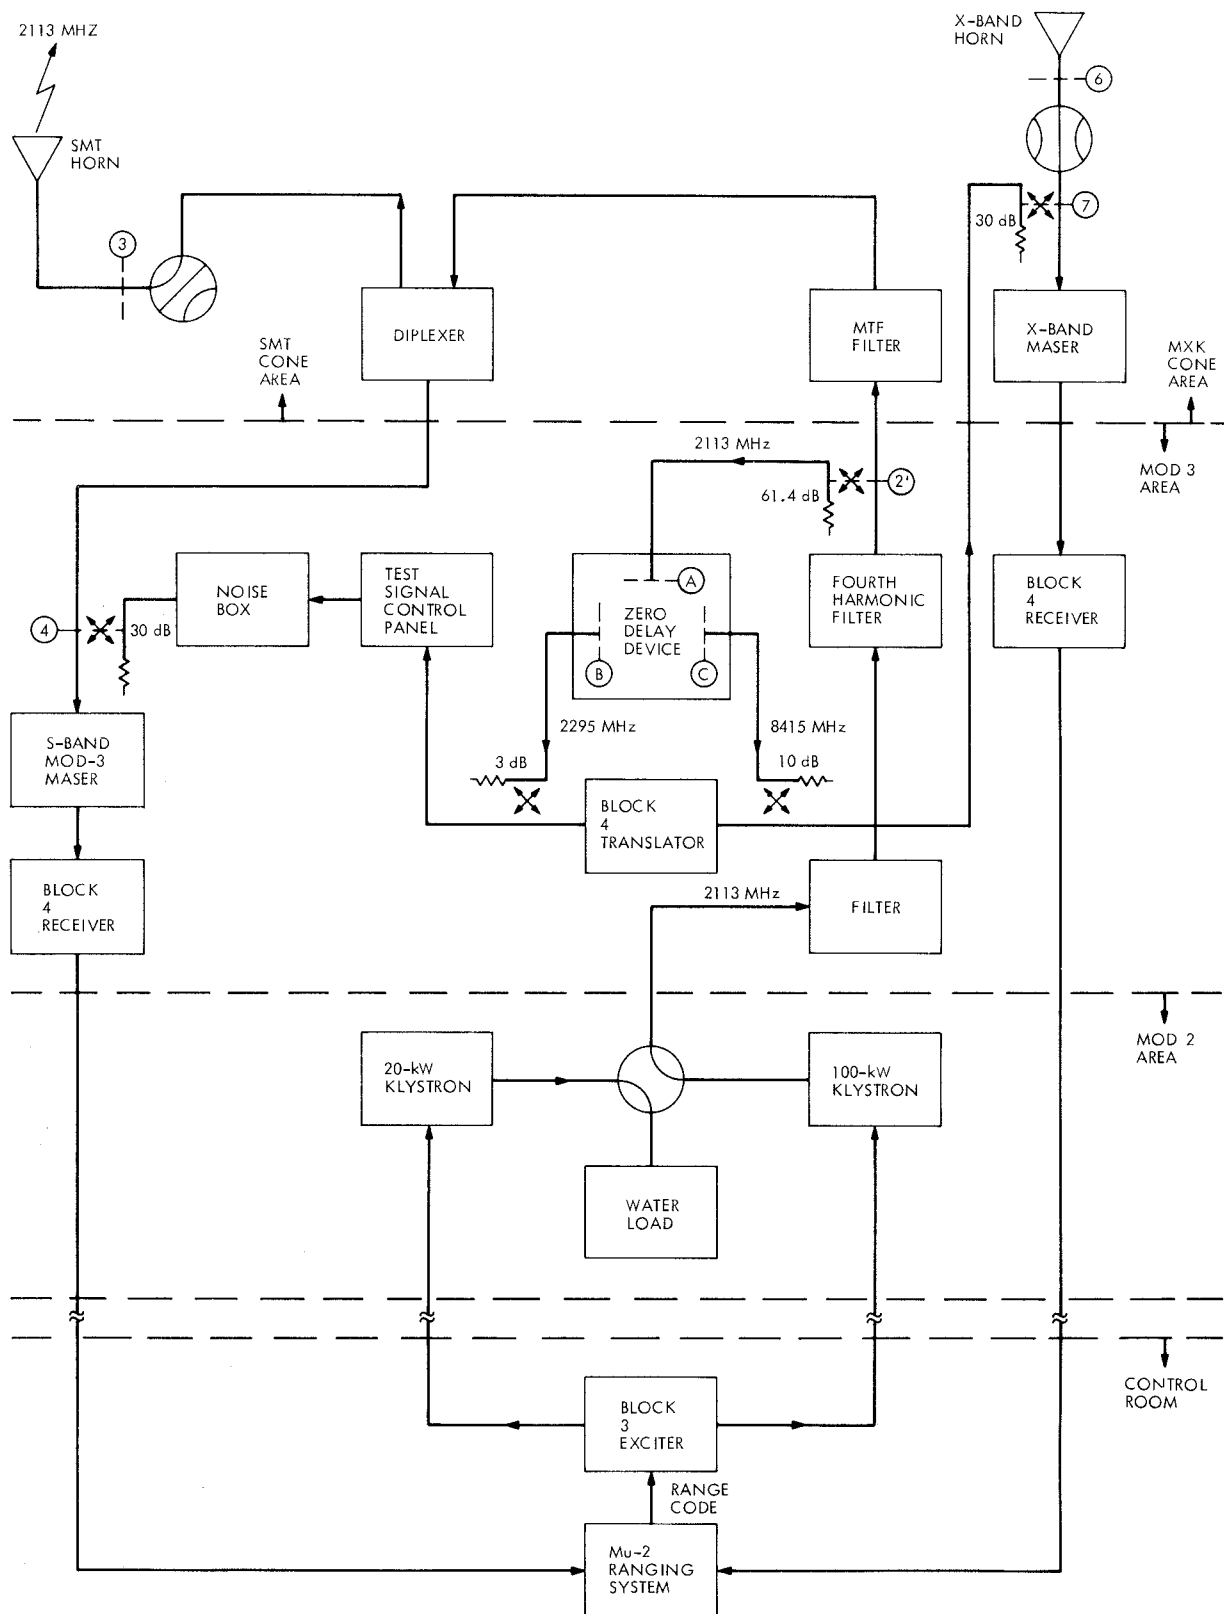 2113 MHZ
X-BAND
HORN
6
SMT
HORN
7
30 dB
3
DIPLEXER
MTF
FILTER
X-BAND
MASER
SMT
CONE
AREA
MXK
CONE
AREA
2113 MHz
MOD 3
AREA
61.4 dB
2'
NOISE
BOX
TEST
SIGNAL
CONTROL
PANEL
A
ZERO
DELAY
DEVICE
B
C
FOURTH
HARMONIC
FILTER
BLOCK
4
RECEIVER
4
30 dB
2295 MHz
8415 MHz
S-BAND
MOD-3
MASER
3 dB
10 dB
BLOCK
4
TRANSLATOR
BLOCK
4
RECEIVER
2113 MHz
FILTER
MOD 2
AREA
20-kW
KLYSTRON
100-kW
KLYSTRON
WATER
LOAD
CONTROL
ROOM
BLOCK
3
EXCITER
RANGE
CODE
Mu-2
RANGING
SYSTEM